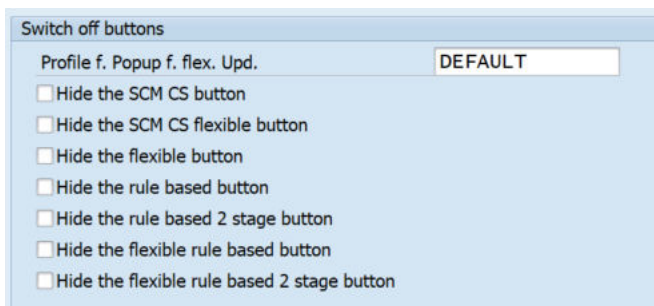 Switch off buttons
Profile f. Popup f. flex. Upd. DEFAULT
Hide the SCM CS button
Hide the SCM CS flexible button
Hide the flexible button
Hide the rule based button
Hide the rule based 2 stage button
Hide the flexible rule based button
Hide the flexible rule based 2 stage button